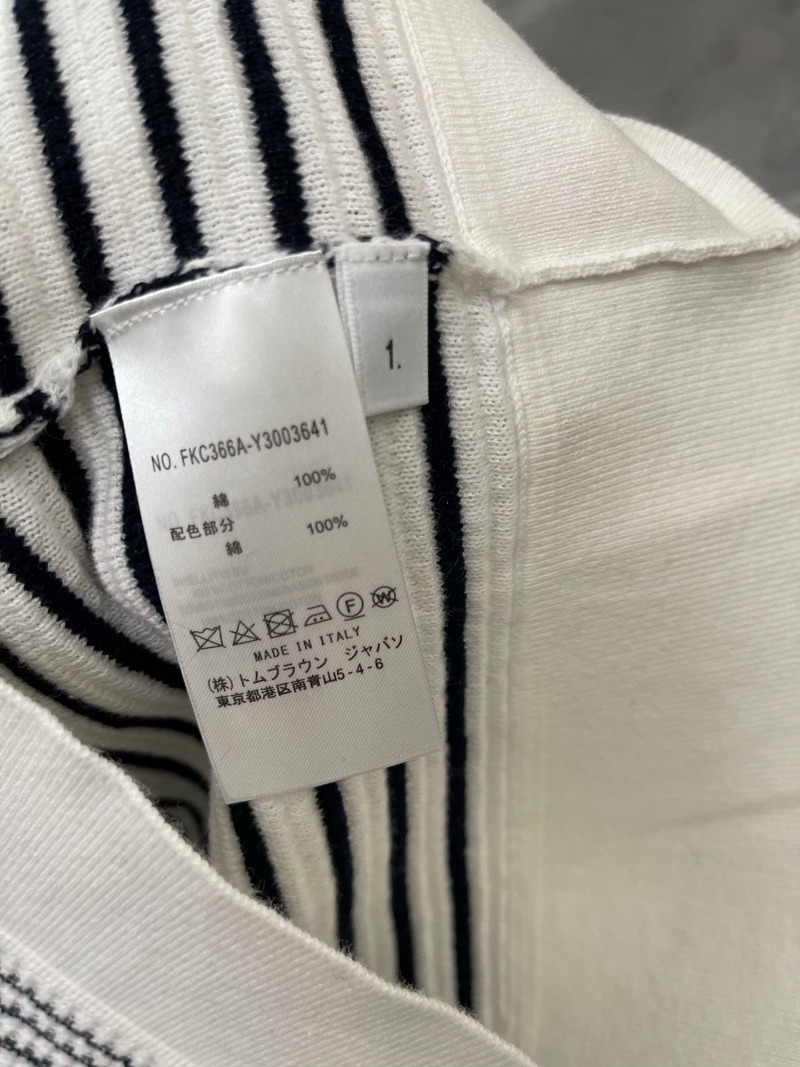 1.
NO. FKC366A-Y3003641
綿 100%
配色部分
綿 100%
MADE IN ITALY
(株)トムブラウン ジャパン
東京都港区南青山5-4-6